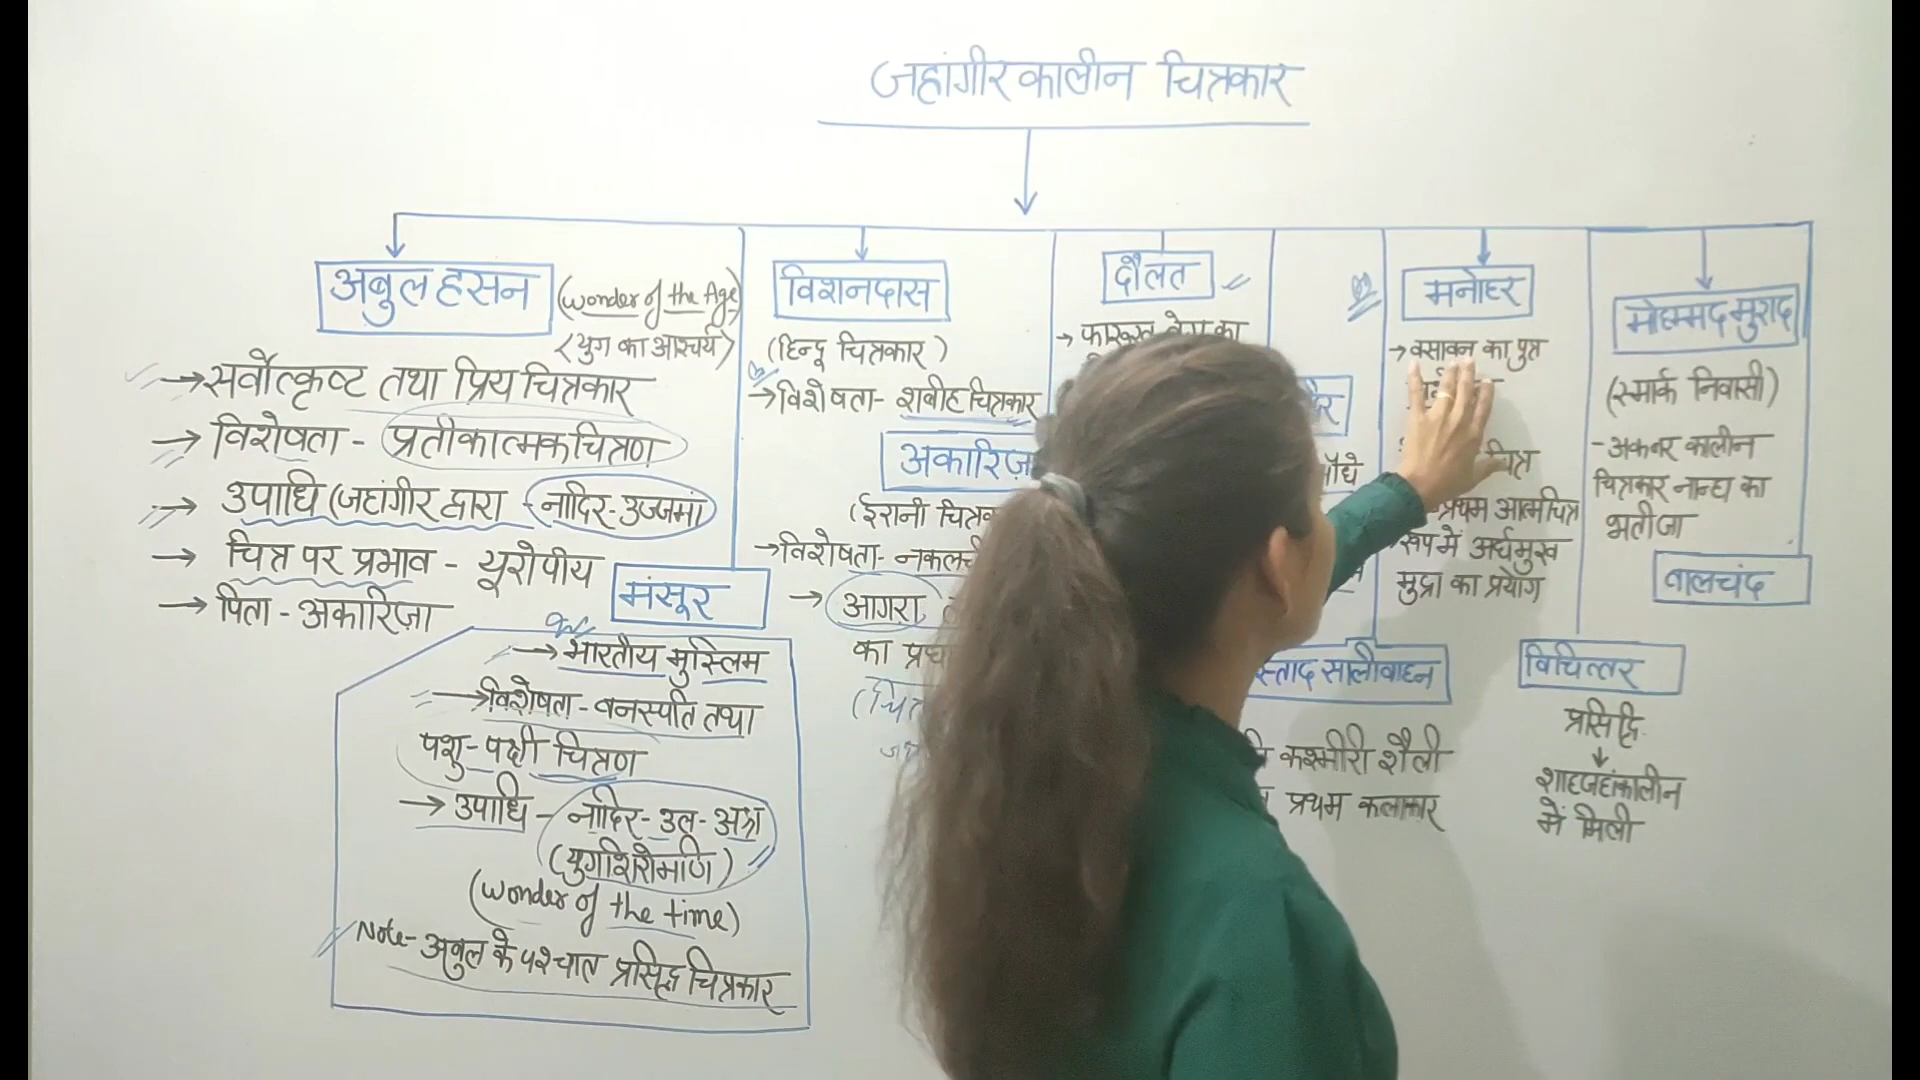 जहांगीरकालीन चित्रकार
अबुल हसन
(Wonder of the Age)
(युग का आश्चर्य)
→ सर्वोत्कृष्ट तथा प्रिय चित्रकार
→ विशेषता - प्रतीकात्मक चित्रण
→ उपाधि (जहांगीर द्वारा - नादिर-उज्जमां
→ चित्र पर प्रभाव - यूरोपीय
→ पिता - अकारिज़ा
मंसूर
→ भारतीय मुस्लिम
→ विशेषता - वनस्पति तथा
पशु-पक्षी चित्रण
→ उपाधि - नादिर-उल-अस्र
(युगशिरोमणि)
(Wonder of the time)
Note- अबुल के पश्चात प्रसिद्ध चित्रकार
विशनदास
(हिन्दू चित्रकार)
→ विशेषता - शबीह चित्रकार
अकारिज़ा
(ईरानी
→ विशेषता -
→ आगरा
का
दौलत
→ फारूख बेग का
सालीवाहन
कश्मीरी शैली
प्रथम कलाकार
मनोहर
→ बसावन का पुत्र
चित्र
प्रथम आत्मचित्र
रूप में अर्धमुख
मुद्रा का प्रयोग
मोहम्मद मुराद
(स्मार्क निवासी)
- अकबर कालीन
चित्रकार नान्हा का
भतीजा
बालचंद
विचित्तर
प्रसिद्धि
↓
शाहजहांकालीन
में मिली